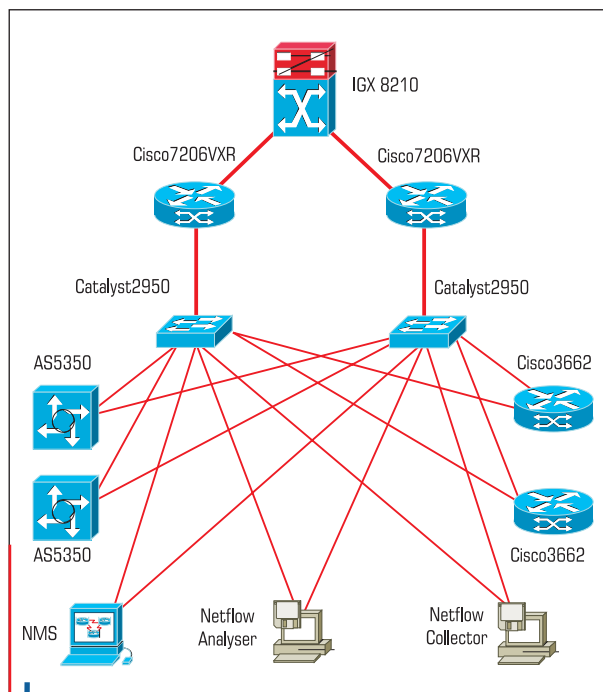 IGX 8210
Cisco7206VXR
Cisco7206VXR
Catalyst2950
Catalyst2950
AS5350
Cisco3662
AS5350
Cisco3662
NMS
Netflow
Analyser
Netflow
Collector